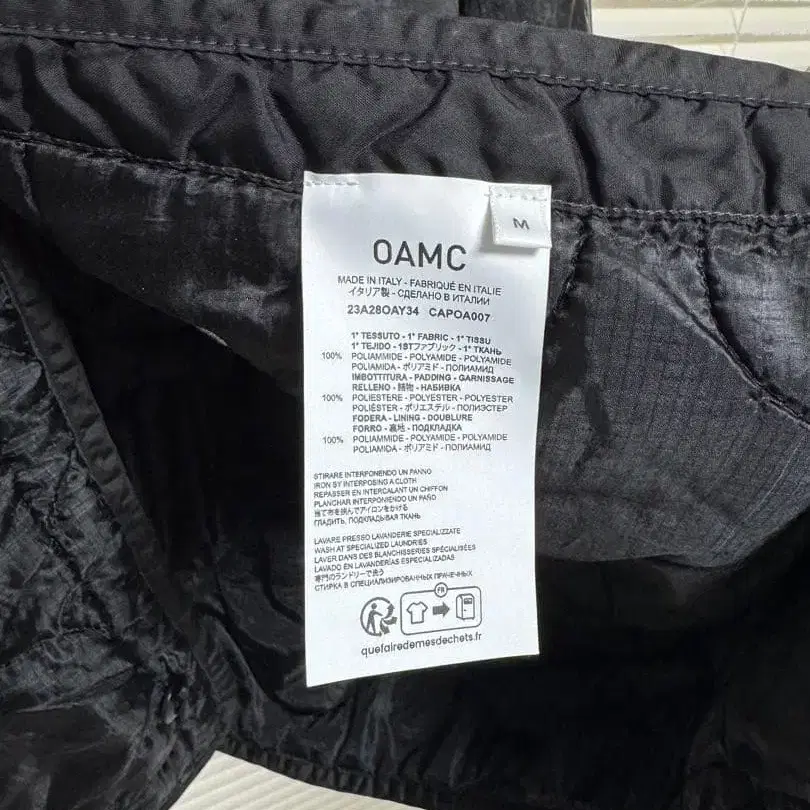 M
OAMC
MADE IN ITALY - FABRIQUÉ EN ITALIE
イタリア製 - СДЕЛАНО В ИТАЛИИ
23A28OAY34 CAPOA007
1° TESSUTO - 1° FABRIC - 1° TISSU
1° TEJIDO - 1STファブリック - 1° ТКАНЬ
100% POLIAMMIDE - POLYAMIDE - POLYAMIDE
POLIAMIDA - ポリアミド - ПОЛИАМИД
IMBOTTITURA - PADDING - GARNISSAGE
RELLENO - 詰物 - НАБИВКА
100% POLIESTERE - POLYESTER - POLYESTER
POLIÉSTER - ポリエステル - ПОЛИЭСТЕР
FODERA - LINING - DOUBLURE
FORRO - 裏地 - ПОДКЛАДКА
100% POLIAMMIDE - POLYAMIDE - POLYAMIDE
POLIAMIDA - ポリアミド - ПОЛИАМИД
STIRARE INTERPONENDO UN PANNO
IRON BY INTERPOSING A CLOTH
REPASSER EN INTERCALANT UN CHIFFON
PLANCHAR INTERPONIENDO UN PAÑO
当て布を挟んでアイロンをかける
ГЛАДИТЬ, ПОДКЛАДЫВАЯ ТКАНЬ
LAVARE PRESSO LAVANDERIE SPECIALIZZATE
WASH AT SPECIALIZED LAUNDRIES
LAVER DANS DES BLANCHISSERIES SPÉCIALISÉES
LAVADO EN LAVANDERÍAS ESPECIALIZADAS
専門のランドリーで洗う
СТИРКА В СПЕЦИАЛИЗИРОВАННЫХ ПРАЧЕЧНЫХ
FR
quefairedemesdechets.fr